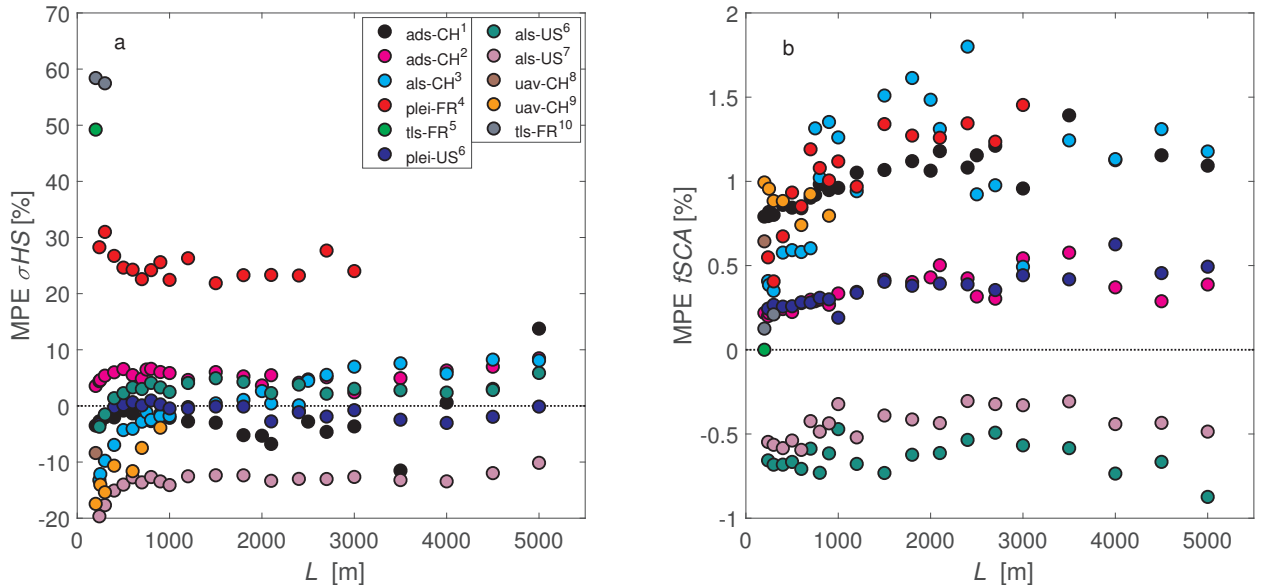 a
MPE σHS [%]
70
60
50
40
30
20
10
0
-10
-20
0 1000 2000 3000 4000 5000
L [m]
ads-CH¹
ads-CH²
als-CH³
plei-FR⁴
tls-FR⁵
plei-US⁶
als-US⁶
als-US⁷
uav-CH⁸
uav-CH⁹
tls-FR¹⁰
b
MPE fSCA [%]
2
1.5
1
0.5
0
-0.5
-1
0 1000 2000 3000 4000 5000
L [m]